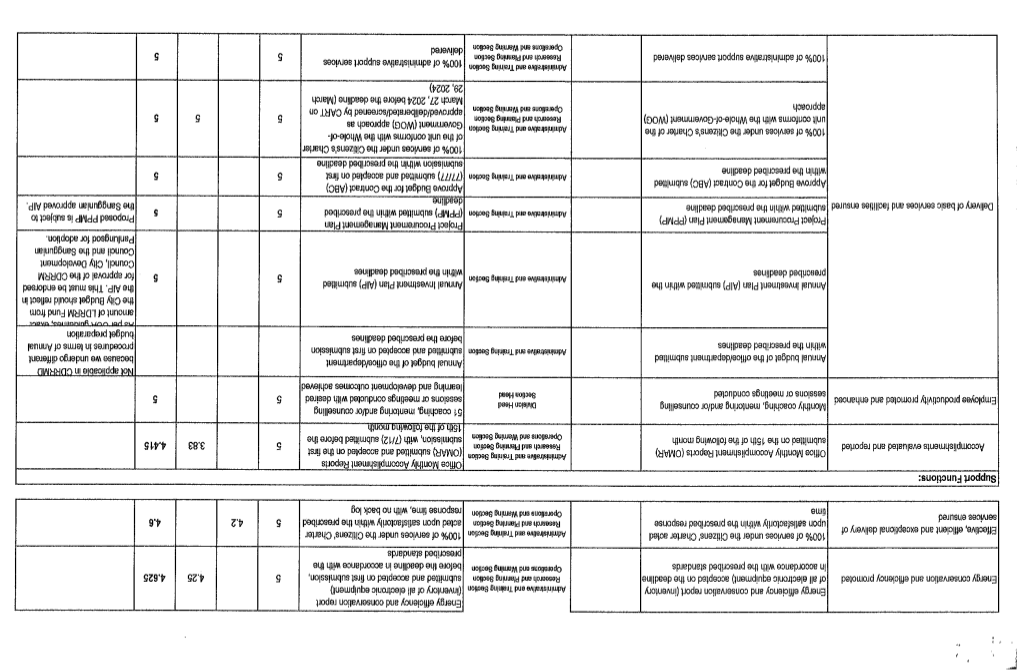 Energy conservation and efficiency promoted
Energy efficiency and conservation report (inventory
of all electronic equipment) accepted on the deadline
in accordance with the prescribed standards
Administrative and Training Section
Research and Planning Section
Operations and Warning Section
Energy efficiency and conservation report
(inventory of all electronic equipment)
submitted and accepted on first submission,
before the deadline in accordance with the
prescribed standards
5
4.25
4.625
Effective, efficient and exceptional delivery of
services ensured
100% of services under the Citizens' Charter acted
upon satisfactorily within the prescribed response
time
Administrative and Training Section
Research and Planning Section
Operations and Warning Section
100% of services under the Citizens' Charter
acted upon satisfactorily within the prescribed
response time, with no back log
5
4.2
4.6
Support Functions:
Accomplishments evaluated and reported
Office Monthly Accomplishment Reports (OMAR)
submitted on the 15th of the following month
Administrative and Training Section
Research and Planning Section
Operations and Warning Section
Office Monthly Accomplishment Reports
(OMAR) submitted and accepted on the first
submission, with (7/12) submitted before the
15th of the following month
5
3.83
4.415
Employee productivity promoted and enhanced
Monthly coaching, mentoring and/or counselling
sessions or meetings conducted
Division Head
Section Head
51 coaching, mentoring and/or counselling
sessions or meetings conducted with desired
learning and development outcomes achieved
5
5
Delivery of basic services and facilities ensured
Annual budget of the office/department submitted
within the prescribed deadlines
Administrative and Training Section
Annual budget of the office/department
submitted and accepted on first submission
before the prescribed deadlines
Not applicable in CDRRMD
because we undergo different
procedures in terms of Annual
budget preparation
Annual Investment Plan (AIP) submitted within the
prescribed deadlines
Administrative and Training Section
Annual Investment Plan (AIP) submitted
within the prescribed deadlines
5
5
As per COA guidelines, exact
amount of LDRRM Fund from
the City Budget should reflect in
the AIP. This must be endorsed
for approval of the CDRRM
Council, City Development
Council and the Sanggunian
Panlungsod for adoption.
Project Procurement Management Plan (PPMP)
submitted within the prescribed deadline
Administrative and Training Section
Project Procurement Management Plan
(PPMP) submitted within the prescribed
deadline
5
5
Proposed PPMP is subject to
the Sanggunian approved AIP.
Approve Budget for the Contract (ABC) submitted
within the prescribed deadline
Administrative and Training Section
Approve Budget for the Contract (ABC)
(77/77) submitted and accepted on first
submission within the prescribed deadline
5
5
100% of services under the Citizen's Charter of the
unit conforms with the Whole-of-Government (WOG)
approach
Administrative and Training Section
Research and Planning Section
Operations and Warning Section
100% of services under the Citizen's Charter
of the unit conforms with the Whole-of-
Government (WOG) approach as
approved/deliberated/screened by CART on
March 27, 2024 before the deadline (March
29, 2024)
5
5
5
100% of administrative support services delivered
Administrative and Training Section
Research and Planning Section
Operations and Warning Section
100% of administrative support services
delivered
5
5